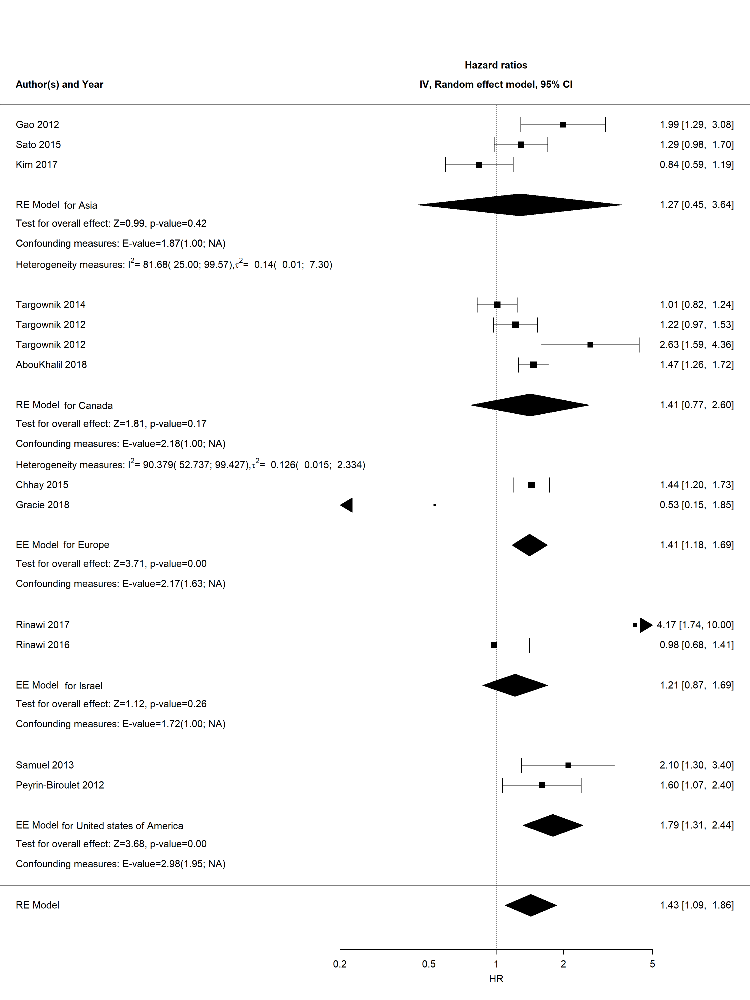 Hazard ratios
Author(s) and Year IV, Random effect model, 95% CI
Gao 2012 1.99 [1.29, 3.08]
Sato 2015 1.29 [0.98, 1.70]
Kim 2017 0.84 [0.59, 1.19]
RE Model for Asia 1.27 [0.45, 3.64]
Test for overall effect: Z=0.99, p-value=0.42
Confounding measures: E-value=1.87(1.00; NA)
Heterogeneity measures: I²= 81.68( 25.00; 99.57),τ²= 0.14( 0.01; 7.30)
Targownik 2014 1.01 [0.82, 1.24]
Targownik 2012 1.22 [0.97, 1.53]
Targownik 2012 2.63 [1.59, 4.36]
AbouKhalil 2018 1.47 [1.26, 1.72]
RE Model for Canada 1.41 [0.77, 2.60]
Test for overall effect: Z=1.81, p-value=0.17
Confounding measures: E-value=2.18(1.00; NA)
Heterogeneity measures: I²= 90.379( 52.737; 99.427),τ²= 0.126( 0.015; 2.334)
Chhay 2015 1.44 [1.20, 1.73]
Gracie 2018 0.53 [0.15, 1.85]
EE Model for Europe 1.41 [1.18, 1.69]
Test for overall effect: Z=3.71, p-value=0.00
Confounding measures: E-value=2.17(1.63; NA)
Rinawi 2017 4.17 [1.74, 10.00]
Rinawi 2016 0.98 [0.68, 1.41]
EE Model for Israel 1.21 [0.87, 1.69]
Test for overall effect: Z=1.12, p-value=0.26
Confounding measures: E-value=1.72(1.00; NA)
Samuel 2013 2.10 [1.30, 3.40]
Peyrin-Biroulet 2012 1.60 [1.07, 2.40]
EE Model for United states of America 1.79 [1.31, 2.44]
Test for overall effect: Z=3.68, p-value=0.00
Confounding measures: E-value=2.98(1.95; NA)
RE Model 1.43 [1.09, 1.86]
0.2 0.5 1 2 5
HR